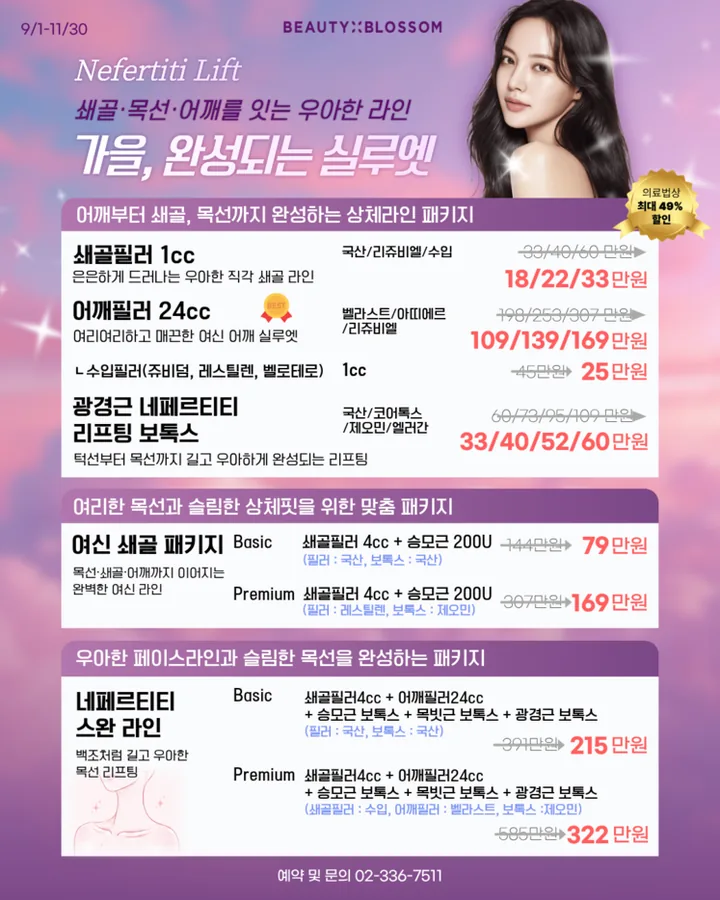 9/1-11/30
BEAUTY BLOSSOM
Nefertiti Lift
쇄골·목선·어깨를 잇는 우아한 라인
가을, 완성되는 실루엣
의료법상
최대 49%
할인
어깨부터 쇄골, 목선까지 완성하는 상체라인 패키지
쇄골필러 1cc
은은하게 드러나는 우아한 직각 쇄골 라인
국산/리쥬비엘/수입
33/40/60 만원
18/22/33만원
어깨필러 24cc
BEST
여리여리하고 매끈한 여신 어깨 실루엣
벨라스트/아띠에르
/리쥬비엘
198/253/307 만원
109/139/169만원
ㄴ수입필러(쥬비덤, 레스틸렌, 벨로테로)
1cc
45만원
25만원
광경근 네페르티티
리프팅 보톡스
턱선부터 목선까지 길고 우아하게 완성되는 리프팅
국산/코어톡스
/제오민/엘러간
60/73/95/109 만원
33/40/52/60만원
여리한 목선과 슬림한 상체핏을 위한 맞춤 패키지
여신 쇄골 패키지
목선·쇄골·어깨까지 이어지는
완벽한 여신 라인
Basic
쇄골필러 4cc + 승모근 200U
(필러 : 국산, 보톡스 : 국산)
144만원
79만원
Premium
쇄골필러 4cc + 승모근 200U
(필러 : 레스틸렌, 보톡스 : 제오민)
307만원
169만원
우아한 페이스라인과 슬림한 목선을 완성하는 패키지
네페르티티
스완 라인
백조처럼 길고 우아한
목선 리프팅
Basic
쇄골필러4cc + 어깨필러24cc
+ 승모근 보톡스 + 목빗근 보톡스 + 광경근 보톡스
(필러 : 국산, 보톡스 : 국산)
391만원
215만원
Premium
쇄골필러4cc + 어깨필러24cc
+ 승모근 보톡스 + 목빗근 보톡스 + 광경근 보톡스
(쇄골필러 : 수입, 어깨필러 : 벨라스트, 보톡스 :제오민)
585만원
322 만원
예약 및 문의 02-336-7511